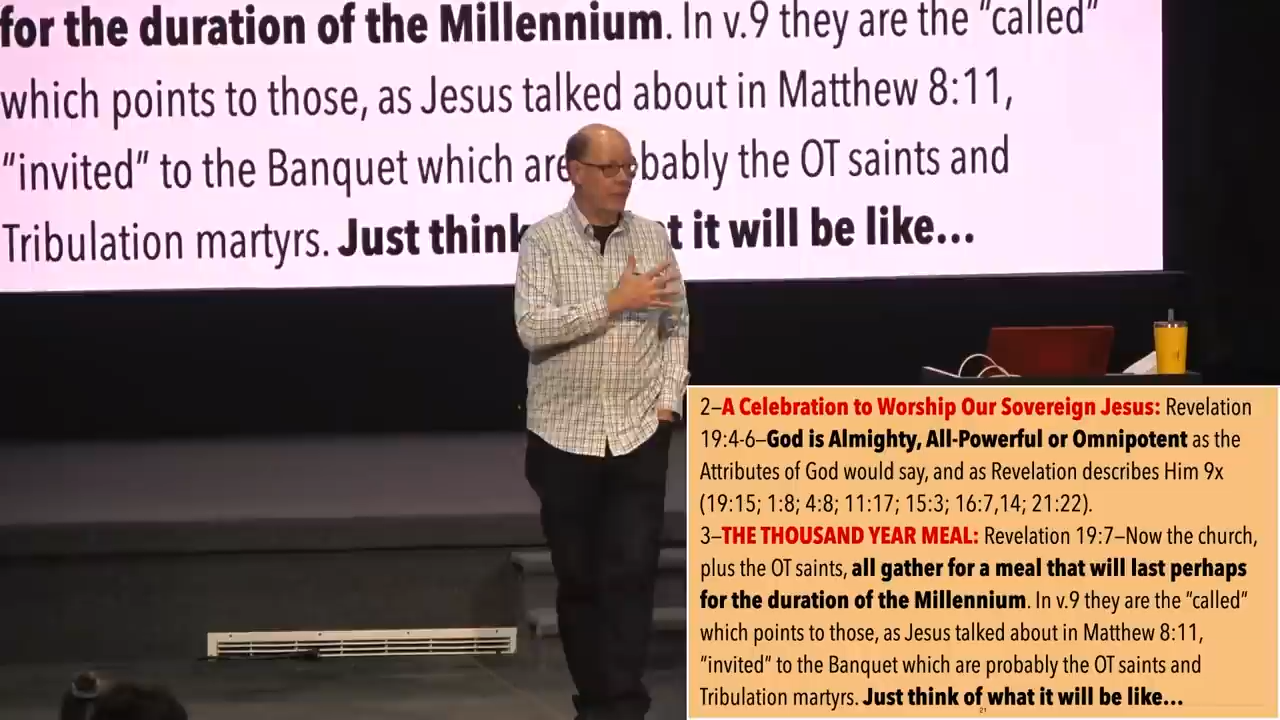 for the duration of the Millennium. In v.9 they are the “called”
which points to those, as Jesus talked about in Matthew 8:11,
“invited” to the Banquet which are bably the OT saints and
Tribulation martyrs. Just think t it will be like...
2–A Celebration to Worship Our Sovereign Jesus: Revelation
19:4-6–God is Almighty, All-Powerful or Omnipotent as the
Attributes of God would say, and as Revelation describes Him 9x
(19:15; 1:8; 4:8; 11:17; 15:3; 16:7,14; 21:22).
3–THE THOUSAND YEAR MEAL: Revelation 19:7–Now the church,
plus the OT saints, all gather for a meal that will last perhaps
for the duration of the Millennium. In v.9 they are the “called”
which points to those, as Jesus talked about in Matthew 8:11,
“invited” to the Banquet which are probably the OT saints and
Tribulation martyrs. Just think of what it will be like...
21